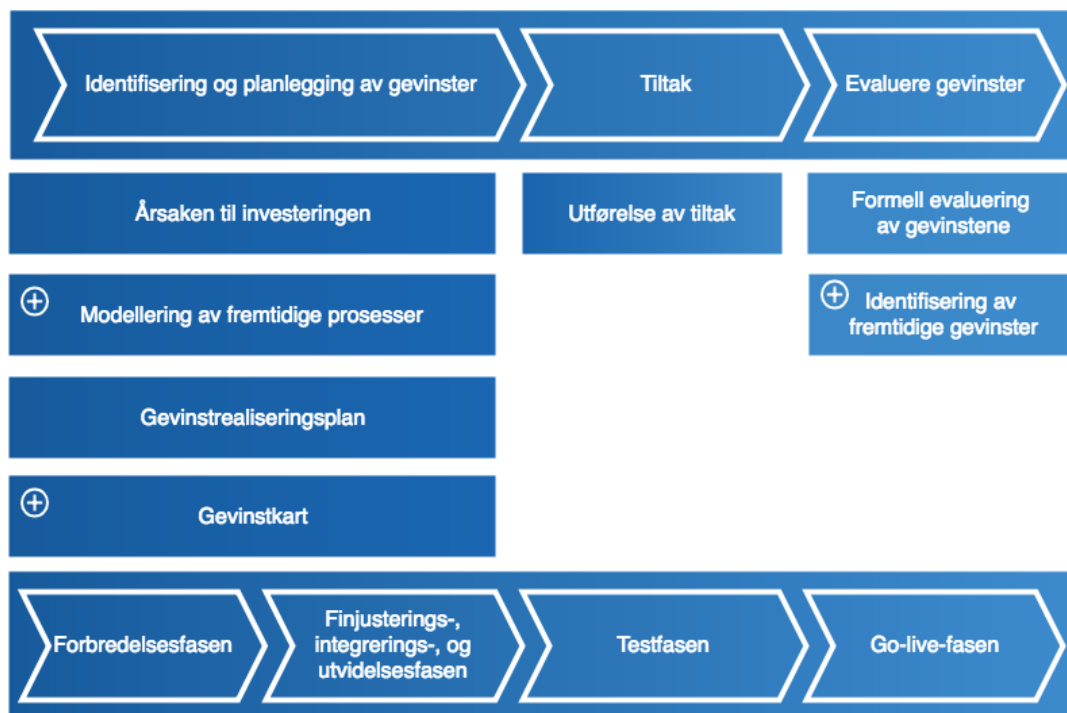 Identifisering og planlegging av gevinster
Tiltak
Evaluere gevinster
Årsaken til investeringen
Utførelse av tiltak
Formell evaluering
av gevinstene
Modellering av fremtidige prosesser
Identifisering av
fremtidige gevinster
Gevinstrealiseringsplan
Gevinstkart
Forbredelsesfasen
Finjusterings-,
integrerings-, og
utvidelsesfasen
Testfasen
Go-live-fasen